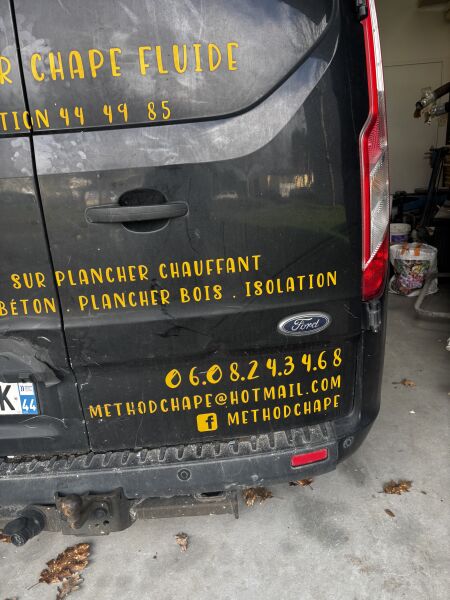 R CHAPE FLUIDE
TION 44 49 85
SUR PLANCHER CHAUFFANT
BÉTON . PLANCHER BOIS . ISOLATION
Ford
06.08.24.34.68
METHODCHAPE@HOTMAIL.COM
f METHODCHAPE
K 44